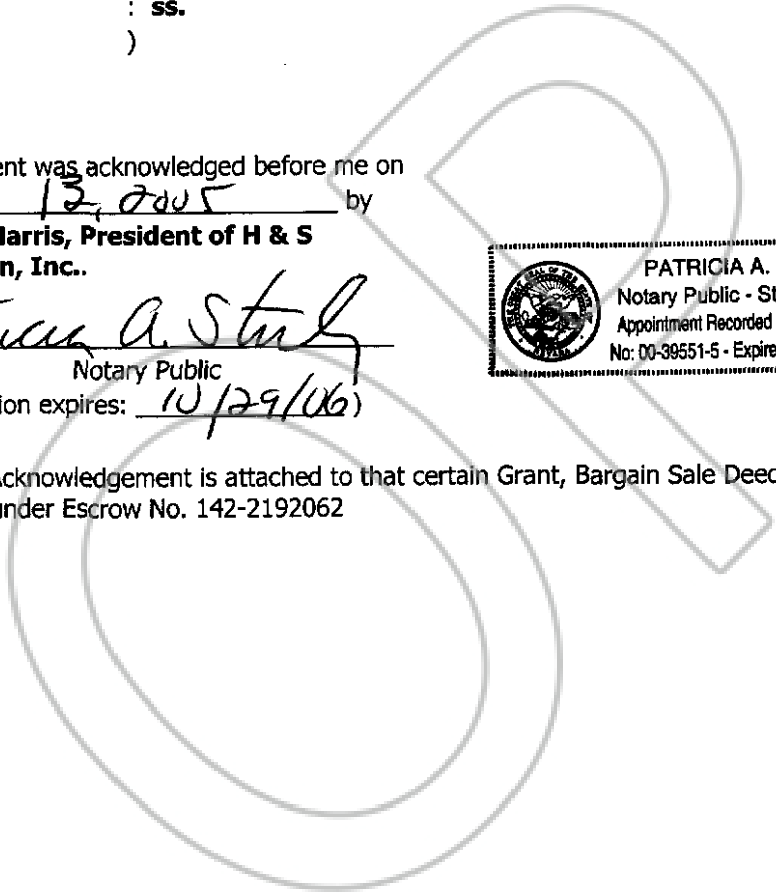 : ss.
)
ent was acknowledged before me on
13, 2005 by
Harris, President of H & S
n, Inc..
Notary Public
ion expires: 10/29/06)
PATRICIA A.
Notary Public - St
Appointment Recorded
No: 00-39551-5 - Expire
Acknowledgement is attached to that certain Grant, Bargain Sale Deed
under Escrow No. 142-2192062